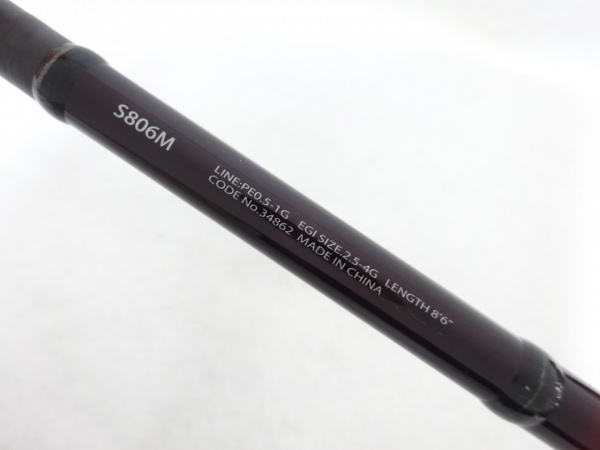 S806M
LINE:PE0.5-1G EGI SIZE.2.5-4G LENGTH 8'6"
CODE No.34862 MADE IN CHINA